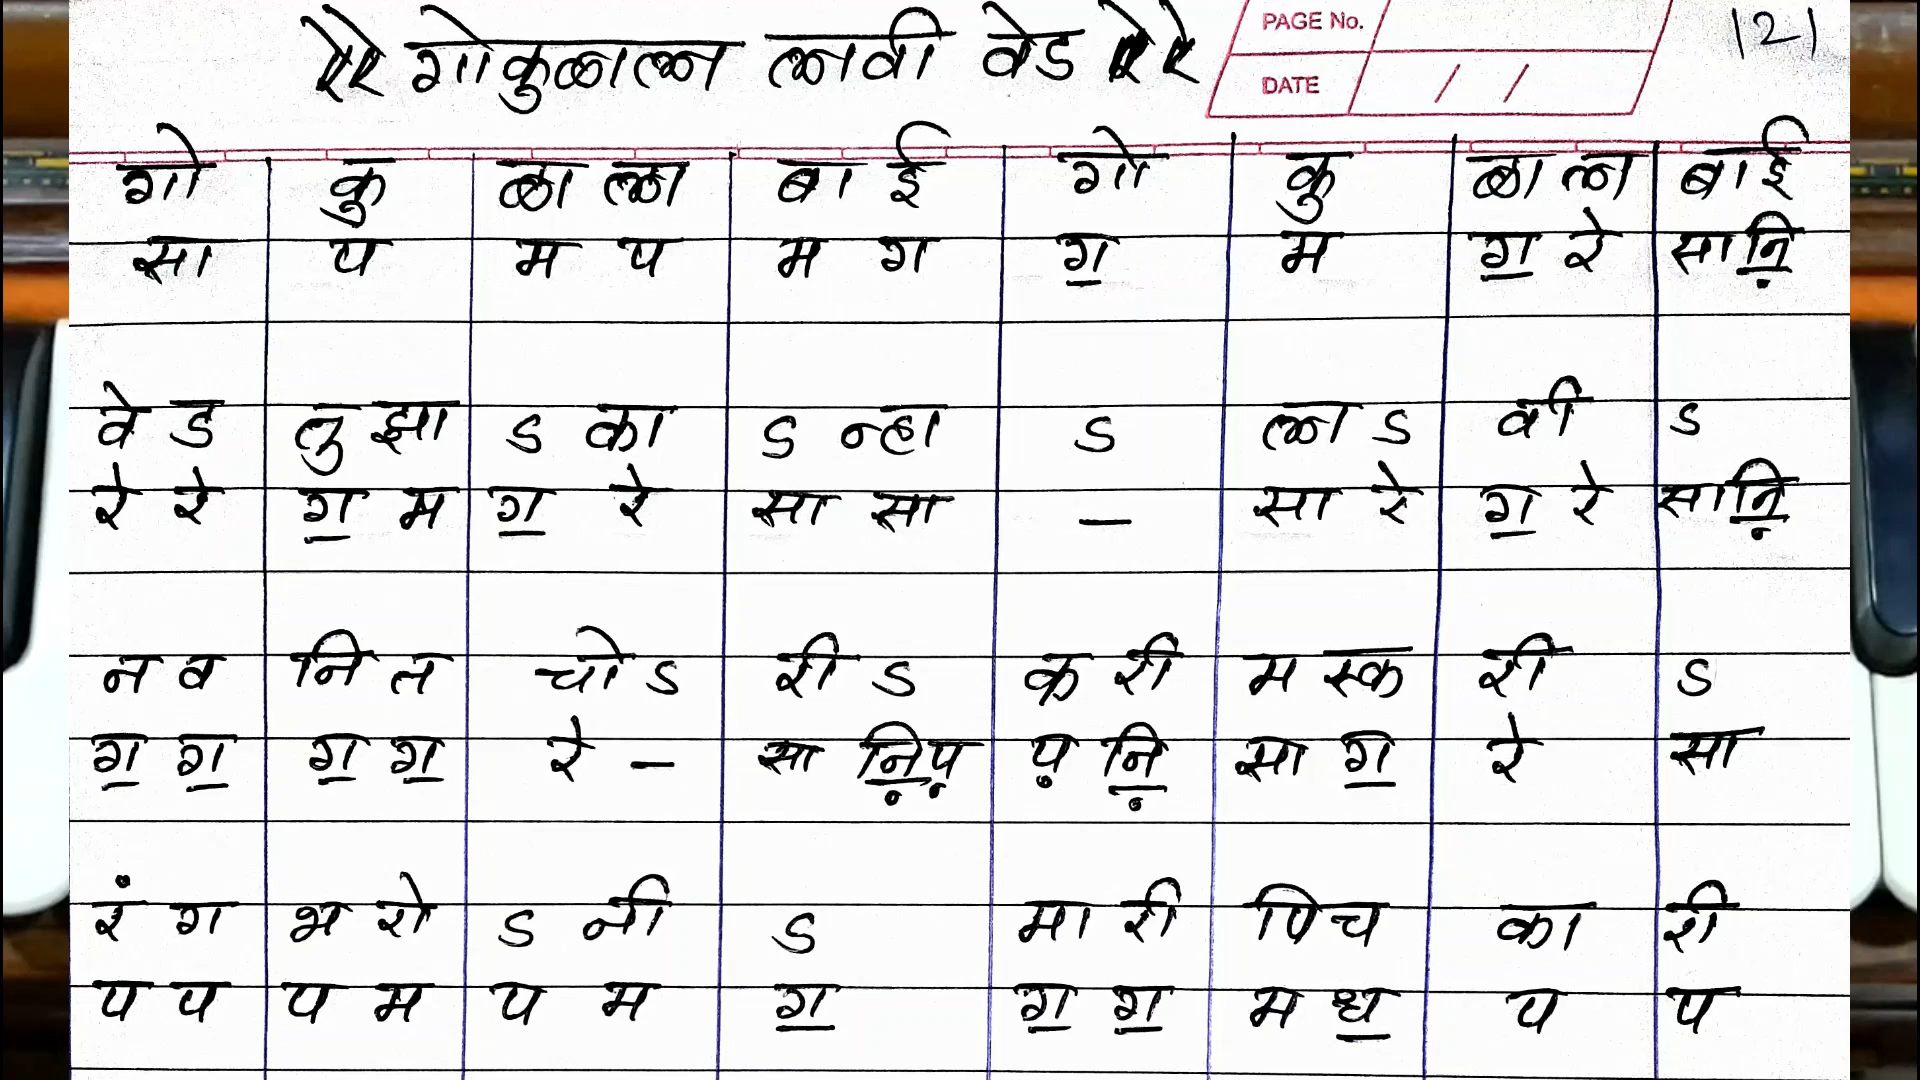 गोकुळाला लावी वेड
PAGE No. 121
DATE / /
गो कु ळा ला बा ई गो कु ळा ला बा ई
सा प म प म ग ग॒ म ग॒ रे सा नि़॒
वे ड तु झा ऽ का ऽ न्हा ऽ ला ऽ वी ऽ
रे रे ग॒ म ग॒ रे सा सा – सा रे ग॒ रे सा नि़॒
न व नि त चो ऽ री ऽ क री म स्क री ऽ
ग॒ ग॒ ग॒ ग॒ रे – सा नि़॒ प़ प़ नि़॒ सा ग॒ रे सा
रं ग भ रो ऽ नी ऽ मा री पिच का री
प प प म प म ग॒ ग॒ ग॒ म ध॒ प प